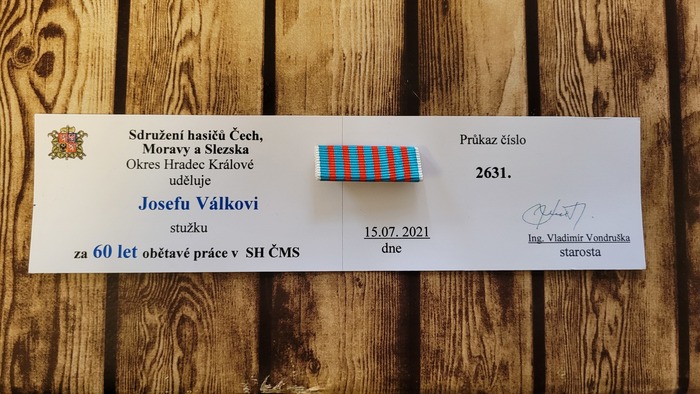 Sdružení hasičů Čech,
Moravy a Slezska
Okres Hradec Králové
uděluje
Josefu Válkovi
stužku
za 60 let obětavé práce v SH ČMS
15.07. 2021
dne
Průkaz číslo
2631.
Ing. Vladimír Vondruška
starosta